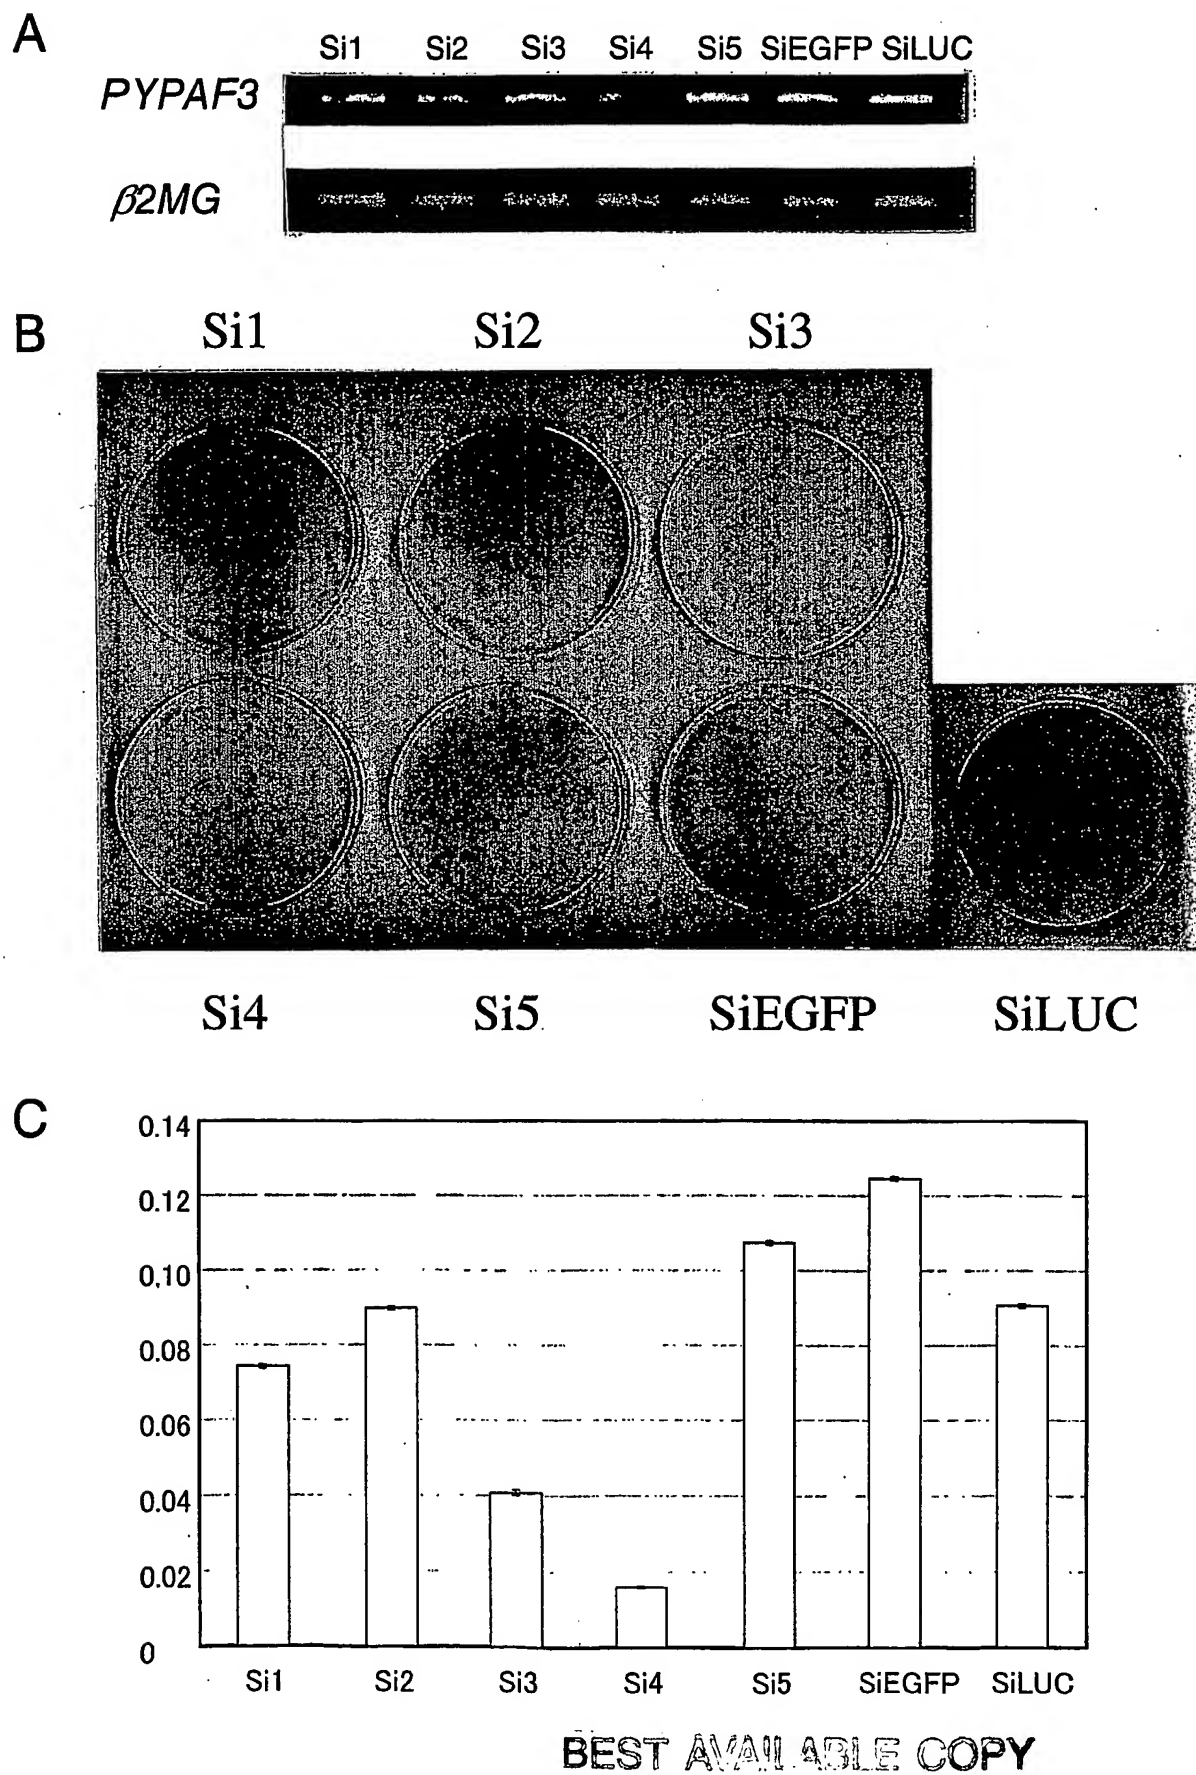 A
Si1 Si2 Si3 Si4 Si5 SiEGFP SiLUC
PYPAF3
β2MG
B
Si1 Si2 Si3
Si4 Si5 SiEGFP SiLUC
C
0.14
0.12
0.10
0.08
0.06
0.04
0.02
0
Si1 Si2 Si3 Si4 Si5 SiEGFP SiLUC
BEST AVAILABLE COPY